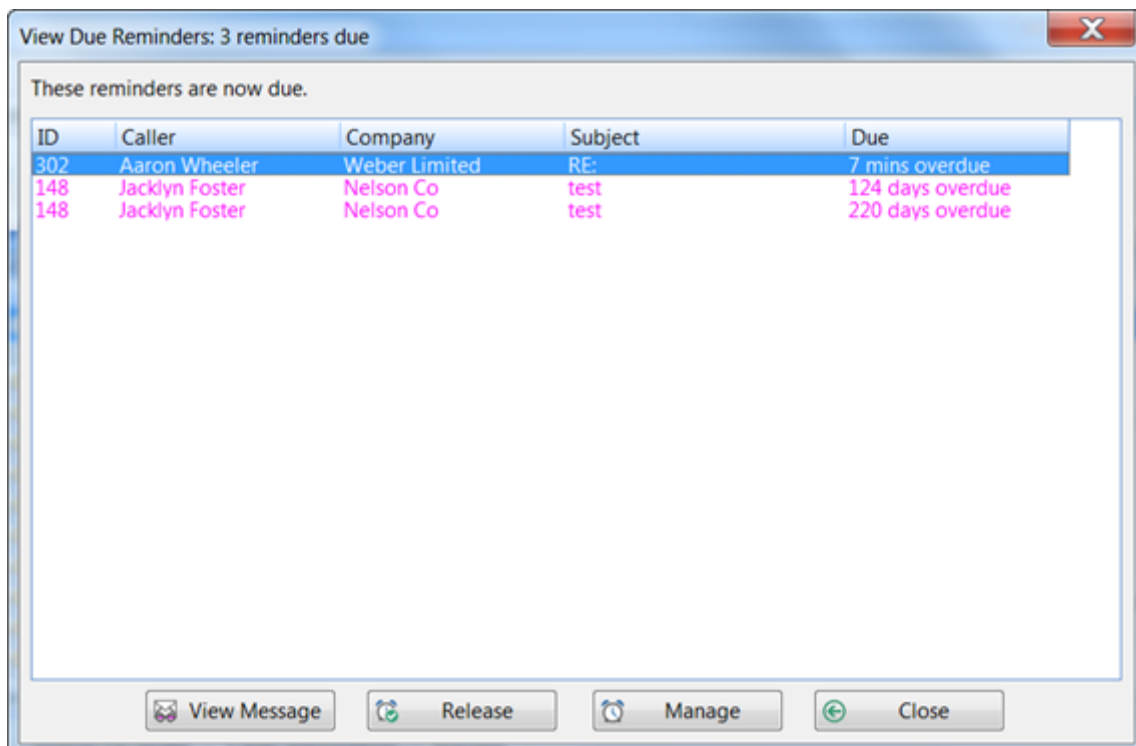 View Due Reminders: 3 reminders due
These reminders are now due.
ID Caller Company Subject Due
302 Aaron Wheeler Weber Limited RE: 7 mins overdue
148 Jacklyn Foster Nelson Co test 124 days overdue
148 Jacklyn Foster Nelson Co test 220 days overdue
View Message Release Manage Close